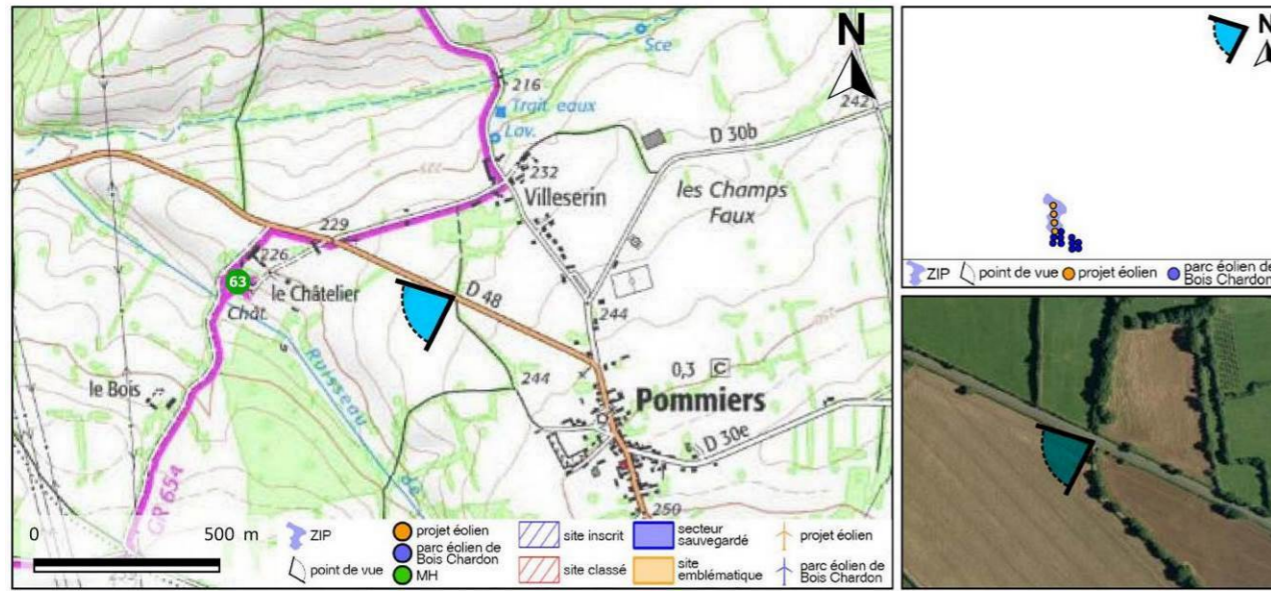 N
Sce
216
Trait. eaux
Lav.
242
D 30b
232
Villeserin
les Champs
Faux
229
226
63
le Châtelier
Chât.
D 48
244
le Bois
Ruisseau
de
244
0,3 C
Pommiers
D 30e
GR 654
250
0 500 m
ZIP
point de vue
projet éolien
parc éolien de
Bois Chardon
MH
site inscrit
site classé
secteur
sauvegardé
site
emblématique
projet éolien
parc éolien de
Bois Chardon
N
ZIP
point de vue
projet éolien
parc éolien de
Bois Chardon